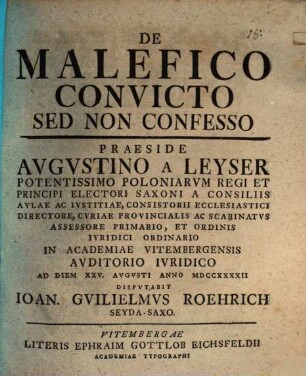 DE
MALEFICO
CONVICTO
SED NON CONFESSO
PRAESIDE
AVGVSTINO A LEYSER
POTENTISSIMO POLONIARVM REGI ET
PRINCIPI ELECTORI SAXONI A CONSILIIS
AVLAE AC IVSTITIAE, CONSISTORII ECCLESIASTICI
DIRECTORE, CVRIAE PROVINCIALIS AC SCABINATVS
ASSESSORE PRIMARIO, ET ORDINIS
IVRIDICI ORDINARIO
IN ACADEMIAE VITEMBERGENSIS
AVDITORIO IVRIDICO
AD DIEM XXV. AVGVSTI ANNO MDCCXXXXII
DISPVTABIT
IOAN. GVILIELMVS ROEHRICH
SEYDA-SAXO.
VITEMBERGAE
LITERIS EPHRAIM GOTTLOB EICHSFELDII
ACADEMIAE TYPOGRAPHI